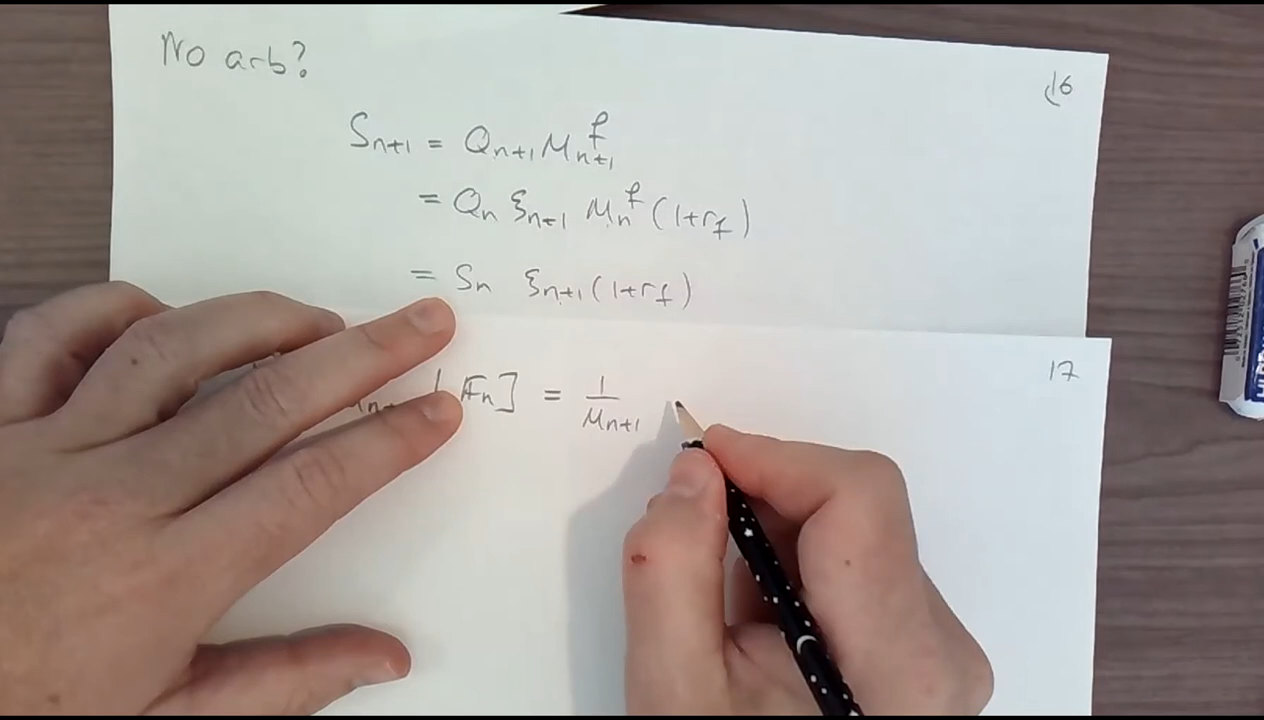 No arb?
16
S_{n+1} = Q_{n+1} M^f_{n+1}
= Q_n ξ_{n+1} M^f_n (1+r_f)
= S_n ξ_{n+1} (1+r_f)
17
| F_n ] = 1/M_{n+1}